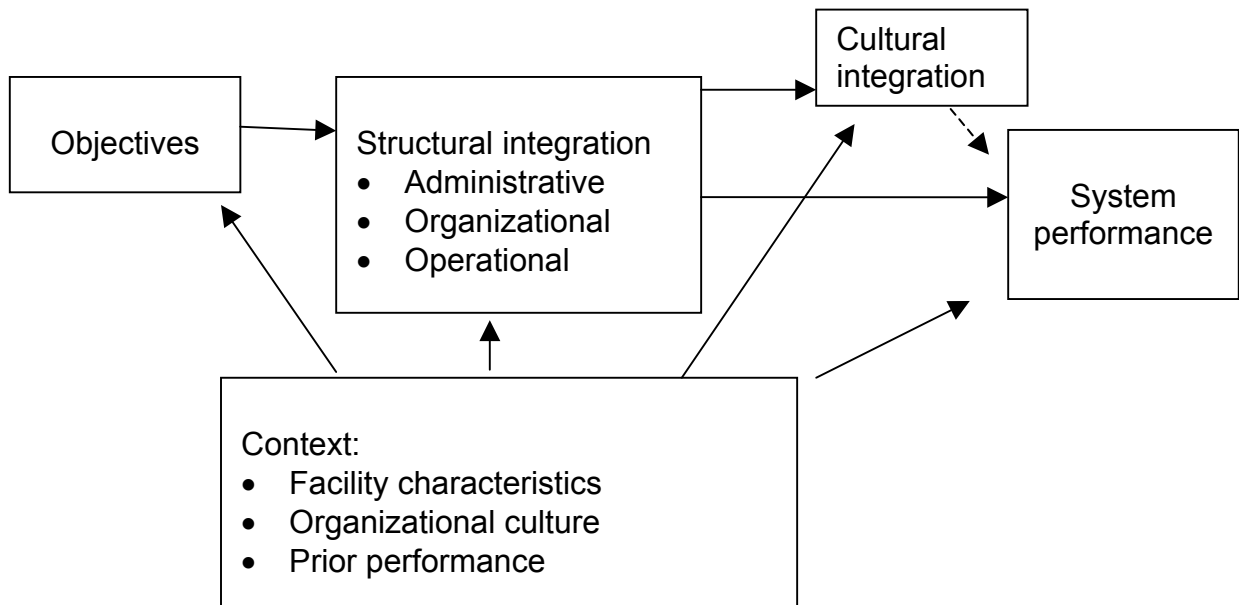 Objectives
Structural integration
• Administrative
• Organizational
• Operational
Cultural
integration
System
performance
Context:
• Facility characteristics
• Organizational culture
• Prior performance